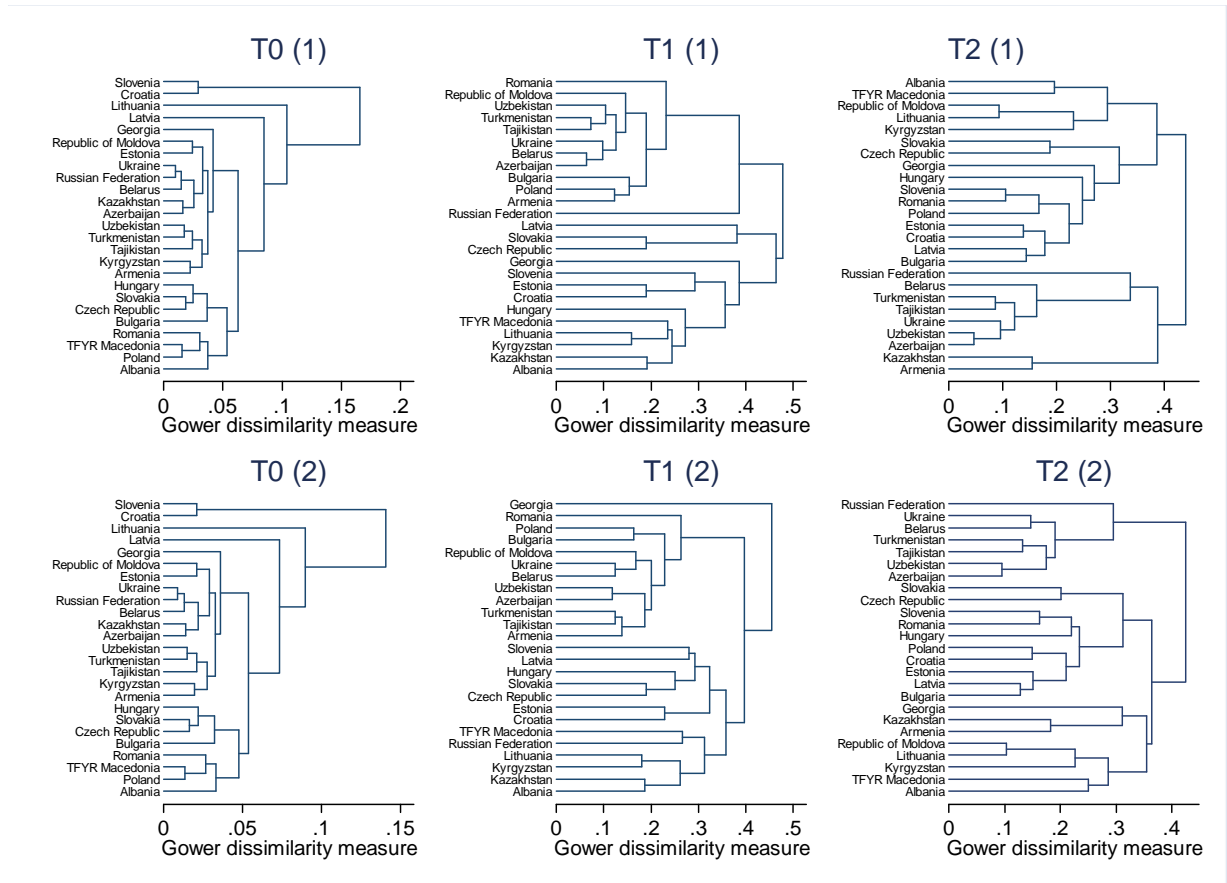 T0 (1)
Slovenia
Croatia
Lithuania
Latvia
Georgia
Republic of Moldova
Estonia
Ukraine
Russian Federation
Belarus
Kazakhstan
Azerbaijan
Uzbekistan
Turkmenistan
Tajikistan
Kyrgyzstan
Armenia
Hungary
Slovakia
Czech Republic
Bulgaria
Romania
TFYR Macedonia
Poland
Albania
0 .05 .1 .15 .2
Gower dissimilarity measure
T1 (1)
Romania
Republic of Moldova
Uzbekistan
Turkmenistan
Tajikistan
Ukraine
Belarus
Azerbaijan
Bulgaria
Poland
Armenia
Russian Federation
Latvia
Slovakia
Czech Republic
Georgia
Slovenia
Estonia
Croatia
Hungary
TFYR Macedonia
Lithuania
Kyrgyzstan
Kazakhstan
Albania
0 .1 .2 .3 .4 .5
Gower dissimilarity measure
T2 (1)
Albania
TFYR Macedonia
Republic of Moldova
Lithuania
Kyrgyzstan
Slovakia
Czech Republic
Georgia
Hungary
Slovenia
Romania
Poland
Estonia
Croatia
Latvia
Bulgaria
Russian Federation
Belarus
Turkmenistan
Tajikistan
Ukraine
Uzbekistan
Azerbaijan
Kazakhstan
Armenia
0 .1 .2 .3 .4
Gower dissimilarity measure
T0 (2)
Slovenia
Croatia
Lithuania
Latvia
Georgia
Republic of Moldova
Estonia
Ukraine
Russian Federation
Belarus
Kazakhstan
Azerbaijan
Uzbekistan
Turkmenistan
Tajikistan
Kyrgyzstan
Armenia
Hungary
Slovakia
Czech Republic
Bulgaria
Romania
TFYR Macedonia
Poland
Albania
0 .05 .1 .15
Gower dissimilarity measure
T1 (2)
Georgia
Romania
Poland
Bulgaria
Republic of Moldova
Ukraine
Belarus
Uzbekistan
Azerbaijan
Turkmenistan
Tajikistan
Armenia
Slovenia
Latvia
Hungary
Slovakia
Czech Republic
Estonia
Croatia
TFYR Macedonia
Russian Federation
Lithuania
Kyrgyzstan
Kazakhstan
Albania
0 .1 .2 .3 .4 .5
Gower dissimilarity measure
T2 (2)
Russian Federation
Ukraine
Belarus
Turkmenistan
Tajikistan
Uzbekistan
Azerbaijan
Slovakia
Czech Republic
Slovenia
Romania
Hungary
Poland
Croatia
Estonia
Latvia
Bulgaria
Georgia
Kazakhstan
Armenia
Republic of Moldova
Lithuania
Kyrgyzstan
TFYR Macedonia
Albania
0 .1 .2 .3 .4
Gower dissimilarity measure